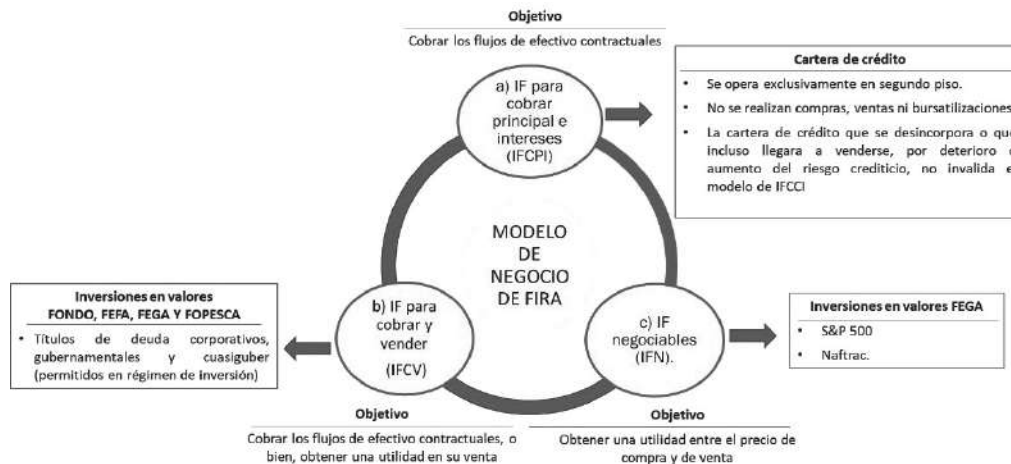 Objetivo
Cobrar los flujos de efectivo contractuales
a) IF para
cobrar
principal e
intereses
(IFCPI)
Cartera de crédito
• Se opera exclusivamente en segundo piso.
• No se realizan compras, ventas ni bursatilizaciones
• La cartera de crédito que se desincorpora o que
incluso llegara a venderse, por deterioro
aumento del riesgo crediticio, no invalida
modelo de IFCCI
MODELO
DE
NEGOCIO
DE FIRA
Inversiones en valores
FONDO, FEFA, FEGA Y FOPESCA
• Títulos de deuda corporativos,
gubernamentales y cuasiguber
(permitidos en régimen de inversión)
b) IF para
cobrar y
vender
(IFCV)
Objetivo
Cobrar los flujos de efectivo contractuales, o
bien, obtener una utilidad en su venta
c) IF
negociables
(IFN).
Inversiones en valores FEGA
• S&P 500
• Naftrac.
Objetivo
Obtener una utilidad entre el precio de
compra y de venta